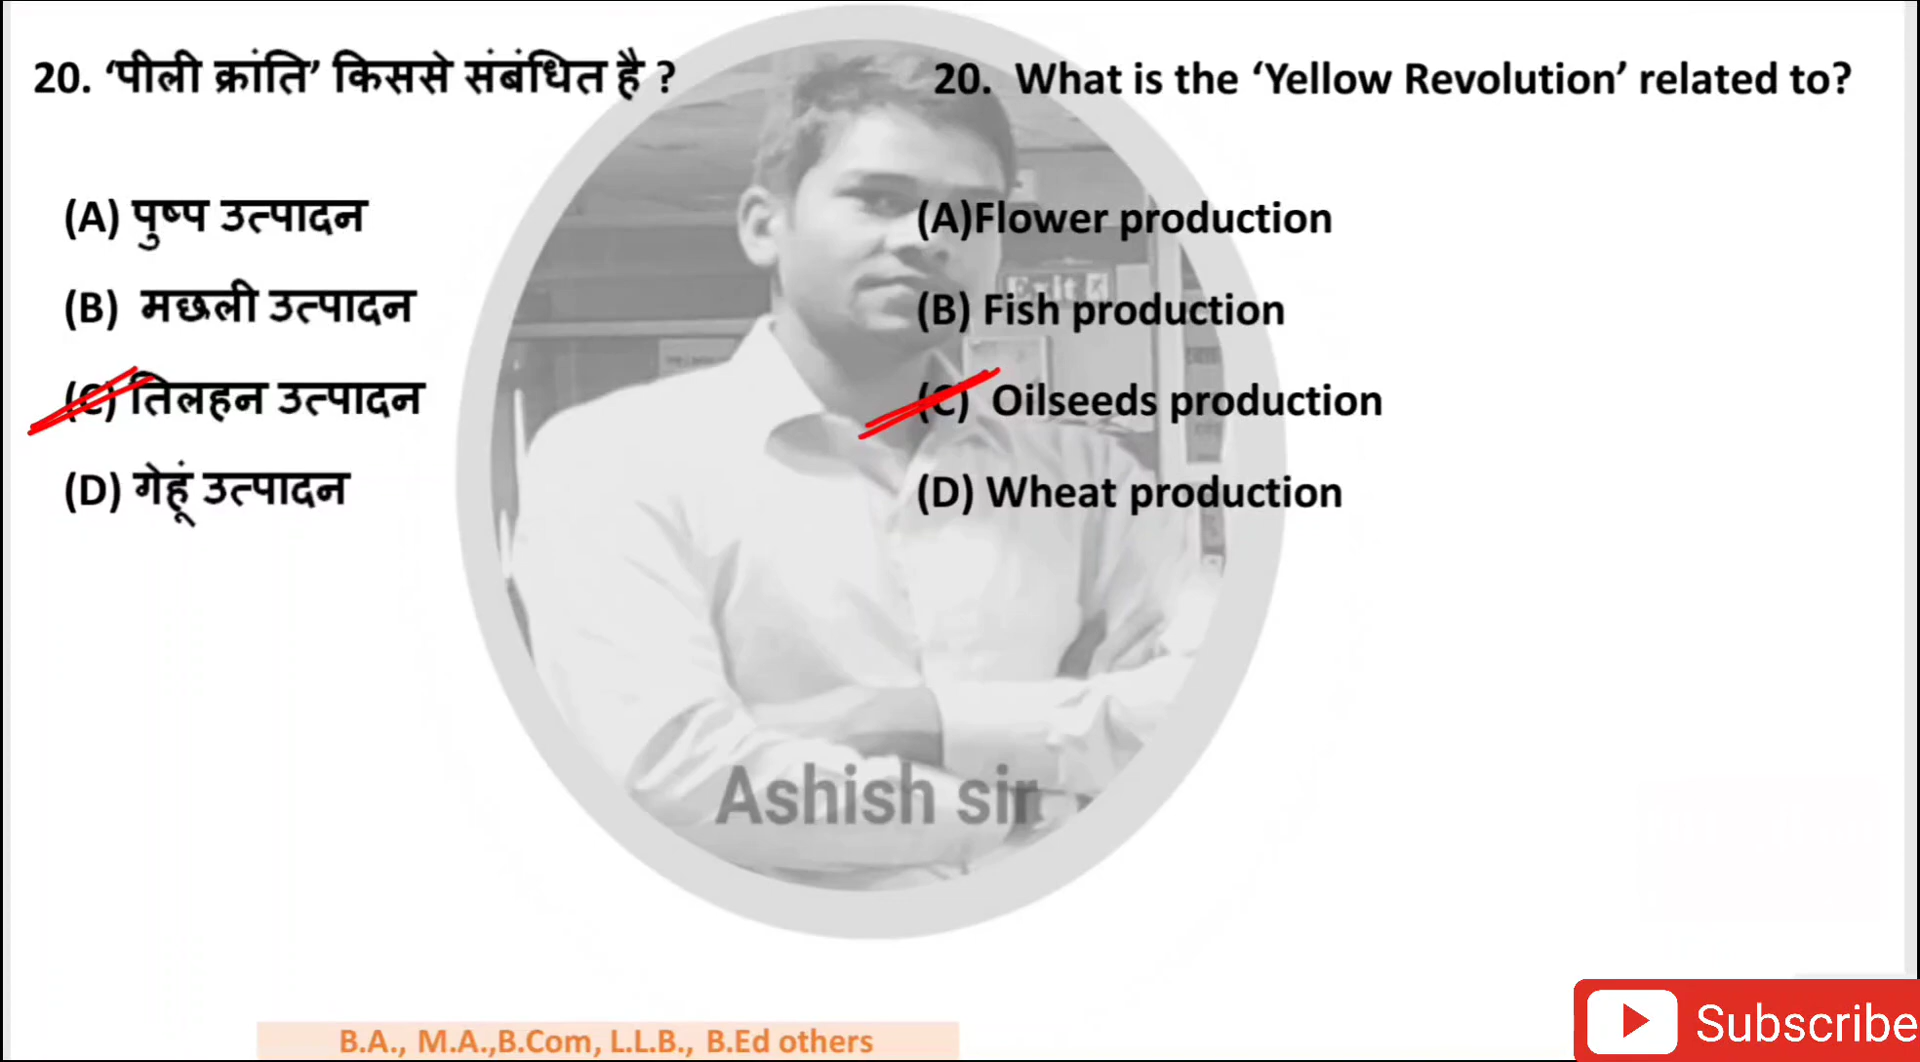 20. ‘पीली क्रांति’ किससे संबंधित है ?
(A) पुष्प उत्पादन
(B) मछली उत्पादन
(C) तिलहन उत्पादन
(D) गेहूं उत्पादन
20. What is the ‘Yellow Revolution’ related to?
(A)Flower production
(B) Fish production
(C) Oilseeds production
(D) Wheat production
Exit
Ashish sir
B.A., M.A.,B.Com, L.L.B., B.Ed others
Subscribe